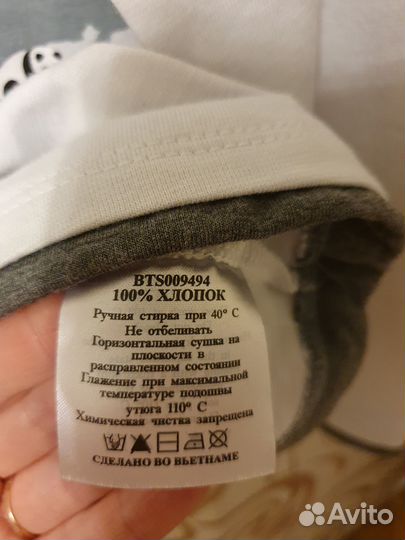 BTS009494
100% ХЛОПОК
Ручная стирка при 40° С
Не отбеливать
Горизонтальная сушка на
плоскости в
расправленном состоянии
Глажение при максимальной
температуре подошвы
утюга 110° С
Химическая чистка запрещена
СДЕЛАНО ВО ВЬЕТНАМЕ
Avito